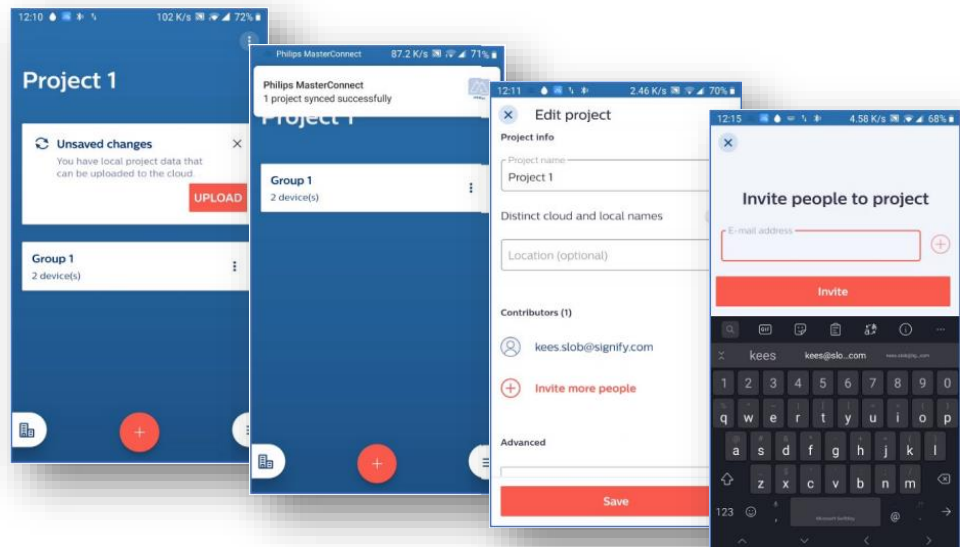 12:10
102 K/s
72%
Project 1
Unsaved changes
You have local project data that
can be uploaded to the cloud.
UPLOAD
Group 1
2 device(s)
Philips MasterConnect
87.2 K/s
71%
Philips MasterConnect
1 project synced successfully
Project 1
Group 1
2 device(s)
12:11
2.46 K/s
70%
Edit project
Project info
Project name
Project 1
Distinct cloud and local names
Location (optional)
Contributors (1)
kees.slob@signify.com
Invite more people
Advanced
Save
12:15
4.58 K/s
68%
Invite people to project
E-mail address
Invite
GIF
kees kees@slo...com
1 2 3 4 5 6 7 8 9 0
q w e r t y u i o p
a s d f g h j k l
z x c v b n m
123 , Microsoft SwiftKey @ .